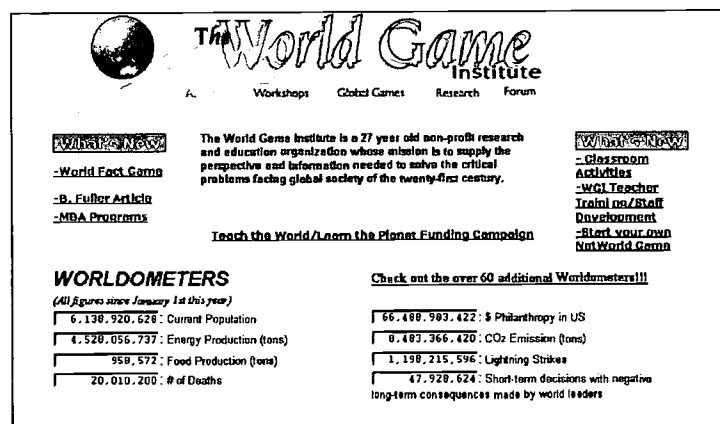 The World Game
Institute
Workshops Global Games Research Forum
What's New
-World Fact Game
-B. Fuller Article
-MBA Programs
The World Game Institute is a 27 year old non-profit research
and education organization whose mission is to supply the
perspective and information needed to solve the critical
problems facing global society of the twenty-first century.
Teach the World/Learn the Planet Funding Campaign
What's New
- Classroom
Activities
-WGI Teacher
Training/Staff
Development
-Start your own
NetWorld Game
WORLDOMETERS
(All figures since January 1st this year)
6,138,920,628: Current Population
4,528,056,737: Energy Production (tons)
958,572: Food Production (tons)
20,010,200: # of Deaths
Check out the over 60 additional Worldometers!!!
66,488,903,422: $ Philanthropy in US
8,483,366,420: CO2 Emission (tons)
1,198,215,596: Lightning Strikes
47,928,624: Short-term decisions with negative
long-term consequences made by world leaders